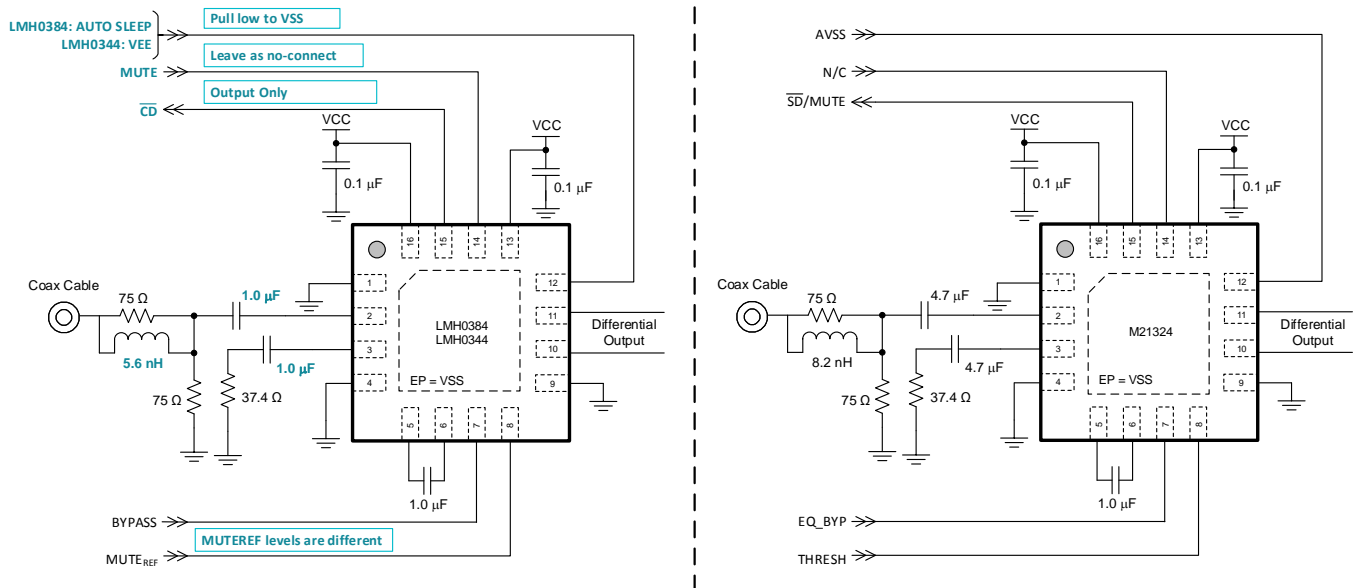 LMH0384: AUTO SLEEP
LMH0344: VEE
Pull low to VSS
MUTE
Leave as no-connect
CD
Output Only
VCC
0.1 µF
VCC
0.1 µF
16
15
14
13
Coax Cable
75 Ω
5.6 nH
1.0 µF
1.0 µF
75 Ω
37.4 Ω
1
2
3
4
LMH0384
LMH0344
EP = VSS
12
11
10
9
Differential
Output
5
6
7
8
1.0 µF
BYPASS
MUTEREF
MUTEREF levels are different
AVSS
N/C
SD/MUTE
VCC
0.1 µF
VCC
0.1 µF
16
15
14
13
Coax Cable
75 Ω
8.2 nH
4.7 µF
4.7 µF
75 Ω
37.4 Ω
1
2
3
4
M21324
EP = VSS
12
11
10
9
Differential
Output
5
6
7
8
1.0 µF
EQ_BYP
THRESH